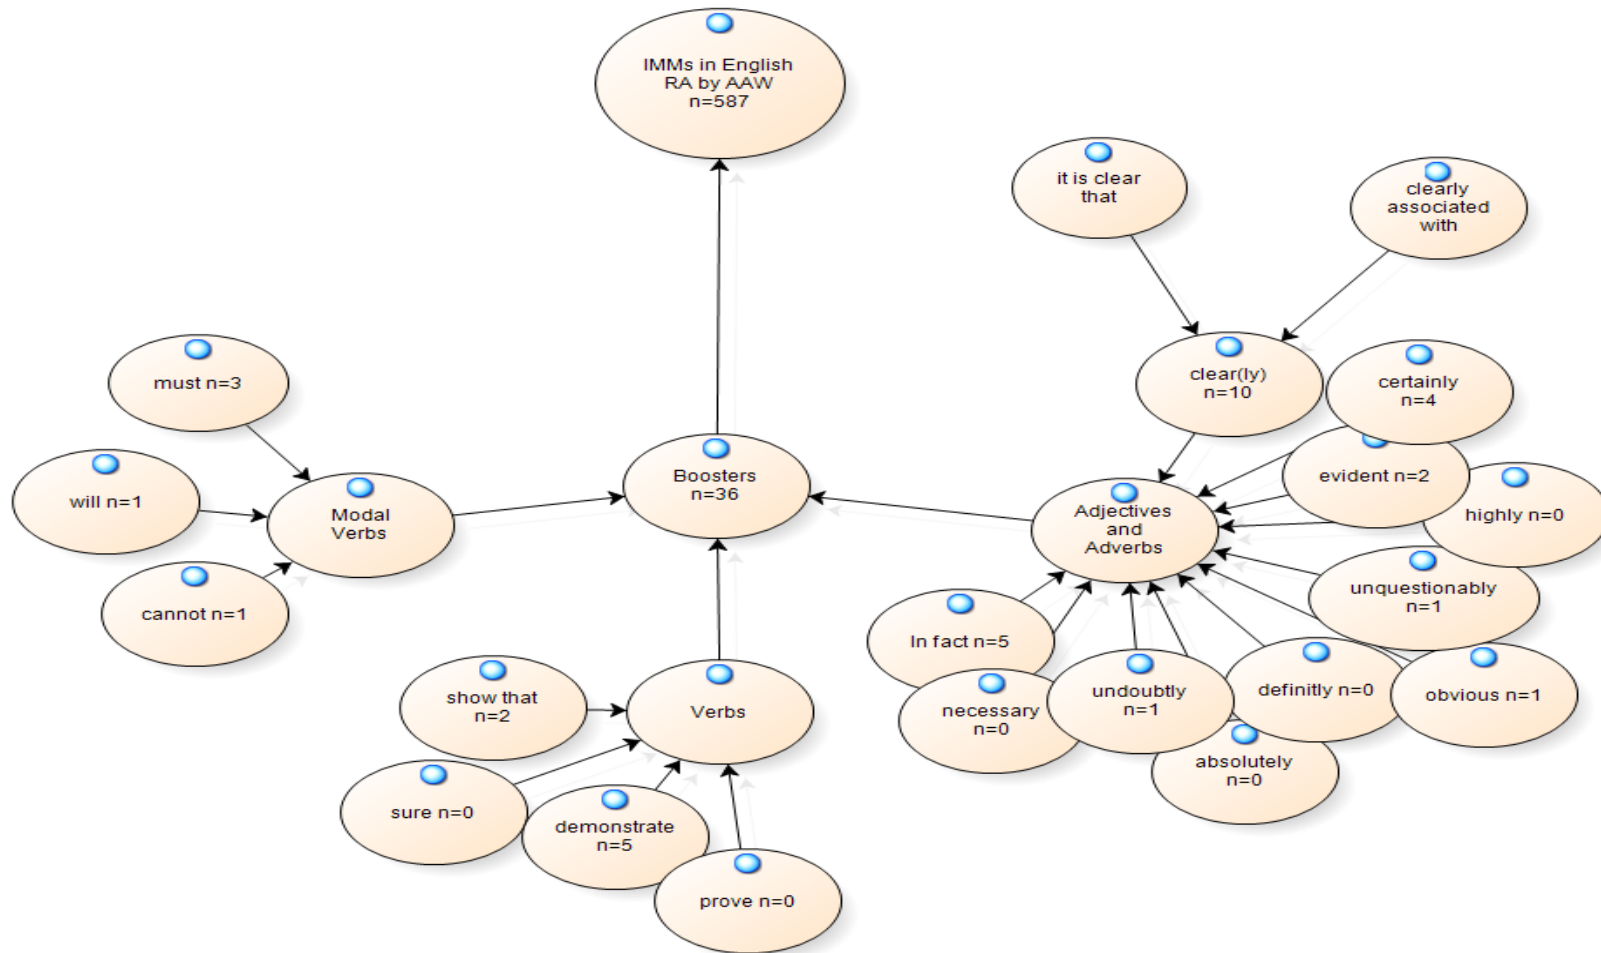 IMMs in English
RA by AAW
n=587
it is clear
that
clearly
associated
with
clear(ly)
n=10
certainly
n=4
must n=3
will n=1
Modal
Verbs
cannot n=1
Boosters
n=36
Adjectives
and
Adverbs
evident n=2
highly n=0
unquestionably
n=1
In fact n=5
necessary
n=0
undoubtly
n=1
definitly n=0
obvious n=1
absolutely
n=0
show that
n=2
Verbs
sure n=0
demonstrate
n=5
prove n=0